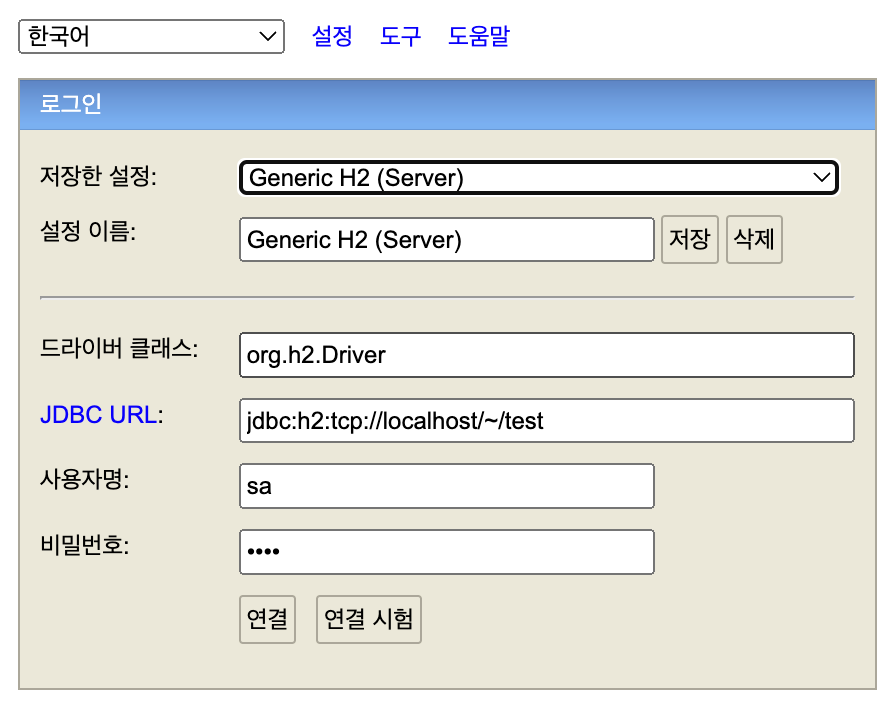 한국어 설정 도구 도움말
로그인
저장한 설정: Generic H2 (Server)
설정 이름: Generic H2 (Server) 저장 삭제
드라이버 클래스: org.h2.Driver
JDBC URL: jdbc:h2:tcp://localhost/~/test
사용자명: sa
비밀번호: ••••
연결 연결 시험